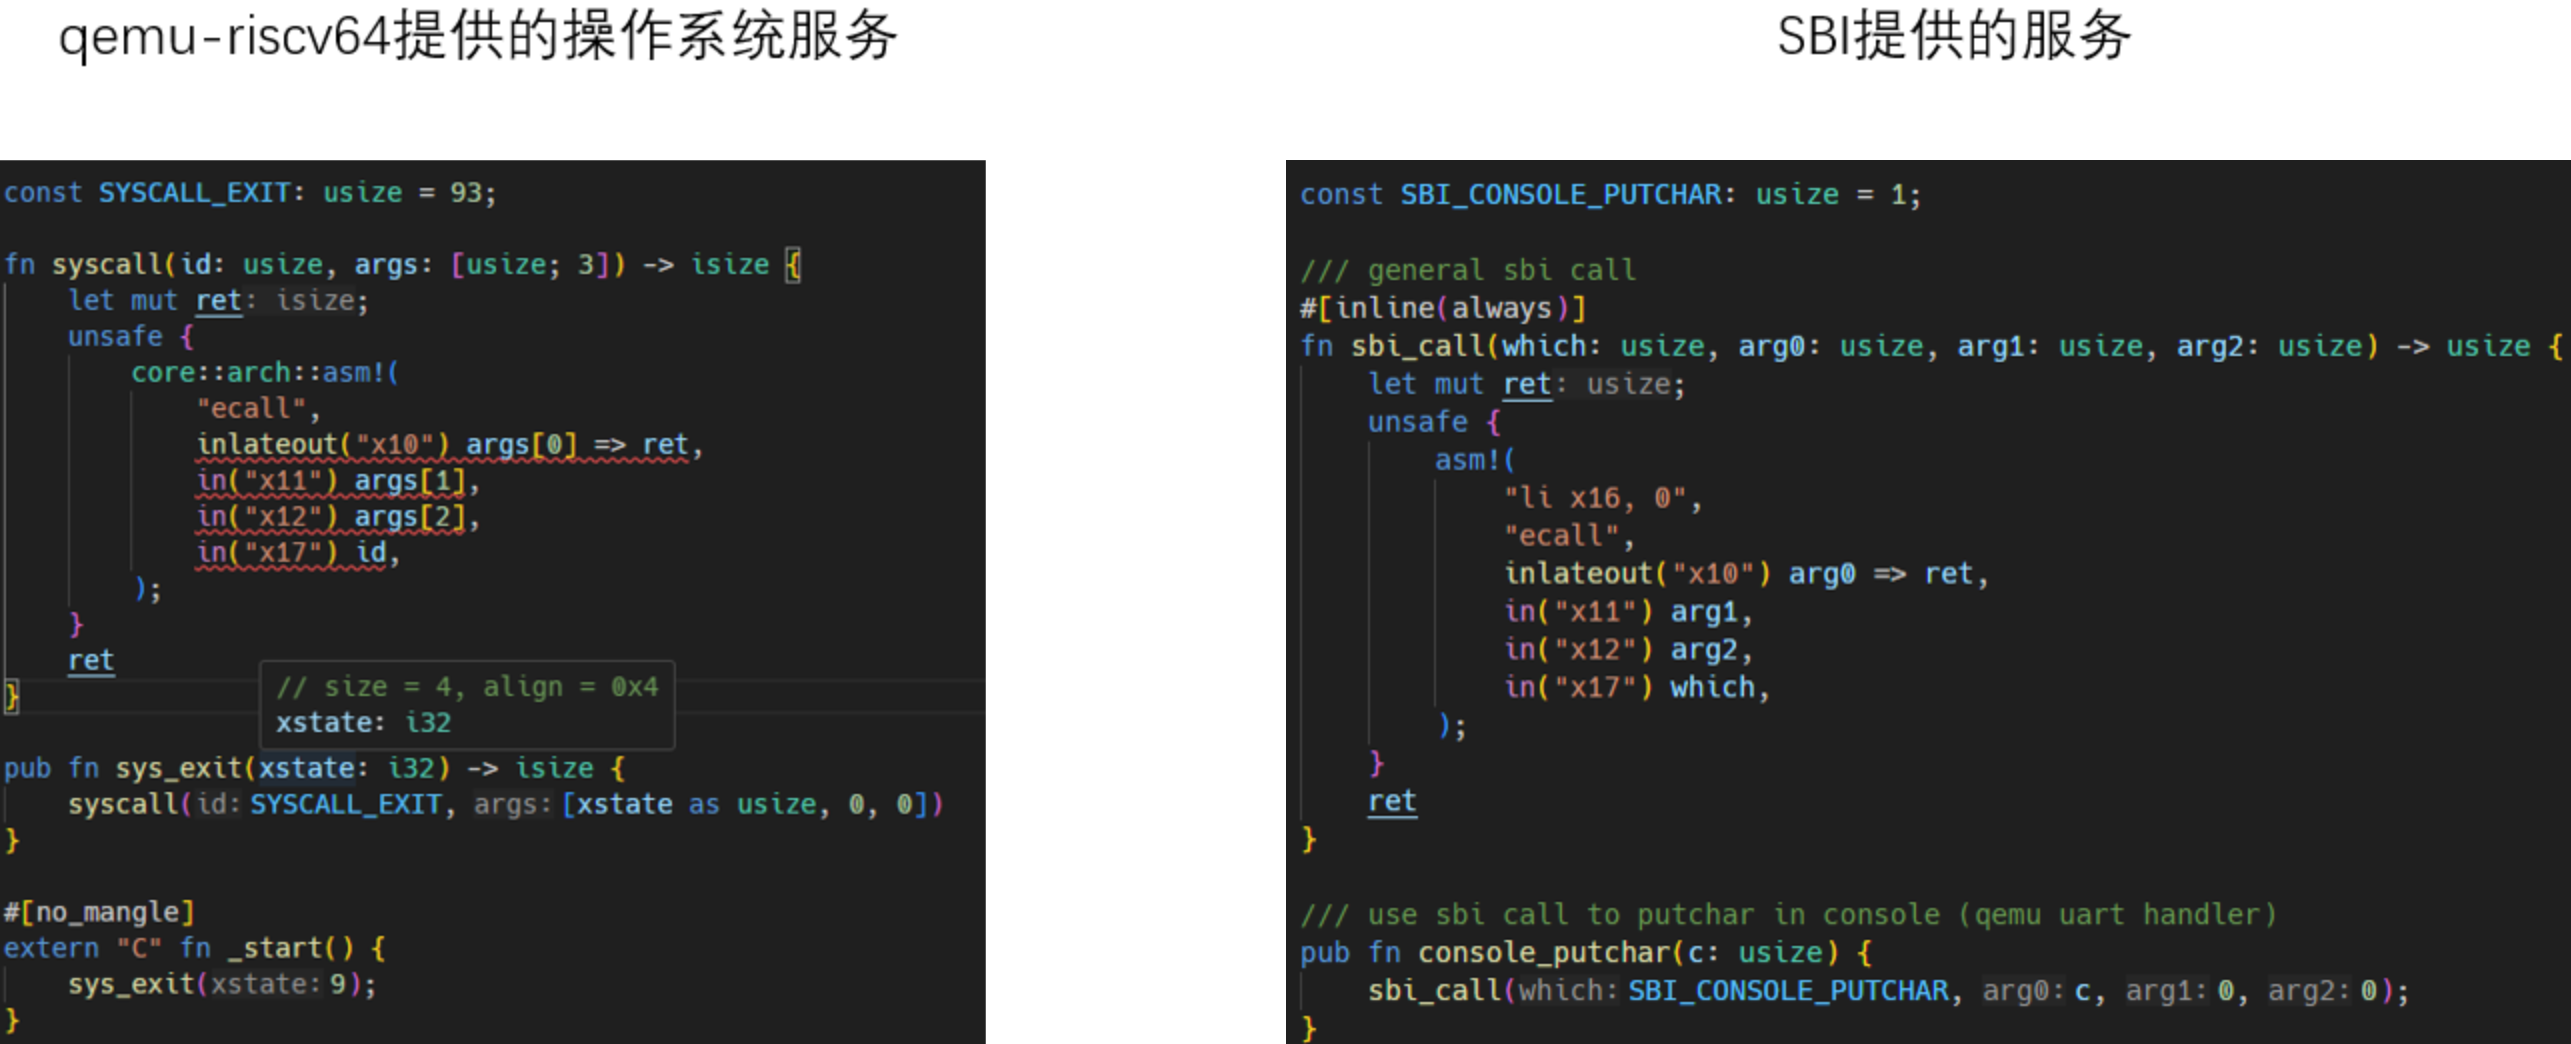 qemu-riscv64提供的操作系统服务
const SYSCALL_EXIT: usize = 93;
fn syscall(id: usize, args: [usize; 3]) -> isize {
let mut ret: isize;
unsafe {
core::arch::asm!(
"ecall",
inlateout("x10") args[0] => ret,
in("x11") args[1],
in("x12") args[2],
in("x17") id,
);
}
ret
}
// size = 4, align = 0x4
xstate: i32
pub fn sys_exit(xstate: i32) -> isize {
syscall(id: SYSCALL_EXIT, args: [xstate as usize, 0, 0])
}
#[no_mangle]
extern "C" fn _start() {
sys_exit(xstate: 9);
}
SBI提供的服务
const SBI_CONSOLE_PUTCHAR: usize = 1;
/// general sbi call
#[inline(always)]
fn sbi_call(which: usize, arg0: usize, arg1: usize, arg2: usize) -> usize {
let mut ret: usize;
unsafe {
asm!(
"li x16, 0",
"ecall",
inlateout("x10") arg0 => ret,
in("x11") arg1,
in("x12") arg2,
in("x17") which,
);
}
ret
}
/// use sbi call to putchar in console (qemu uart handler)
pub fn console_putchar(c: usize) {
sbi_call(which: SBI_CONSOLE_PUTCHAR, arg0: c, arg1: 0, arg2: 0);
}